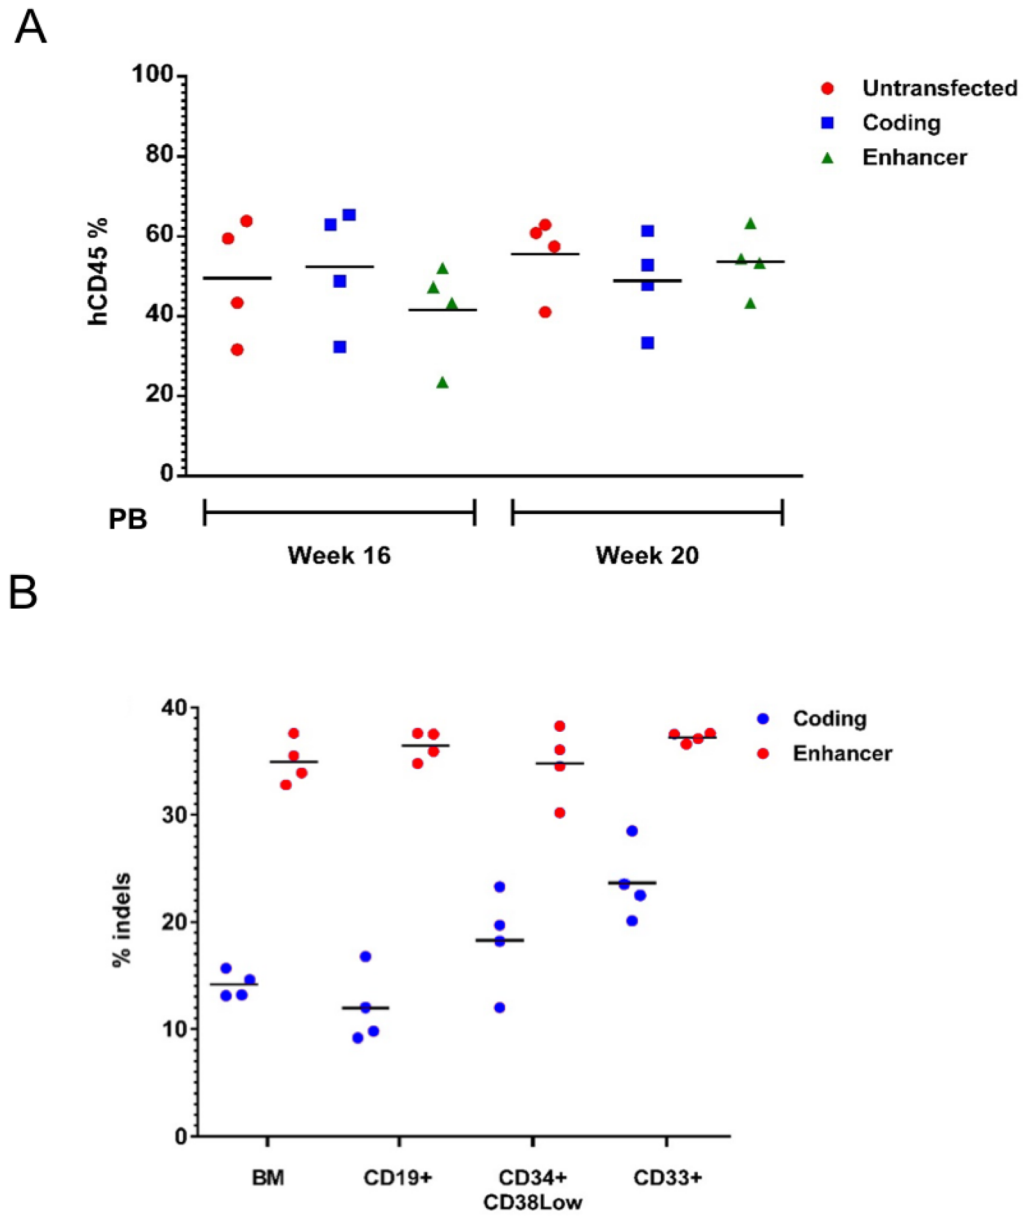 A
100
80
60
40
20
0
hCD45 %
Untransfected
Coding
Enhancer
PB
Week 16
Week 20
B
40
30
20
10
0
% indels
Coding
Enhancer
BM
CD19+
CD34+
CD38Low
CD33+